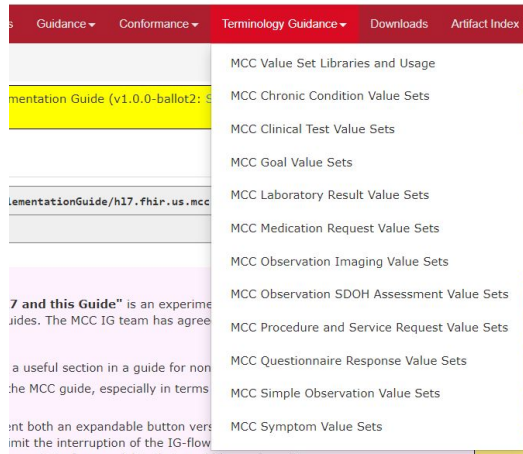 s Guidance Conformance Terminology Guidance Downloads Artifact Index
MCC Value Set Libraries and Usage
mentation Guide (v1.0.0-ballot2: S
MCC Chronic Condition Value Sets
MCC Clinical Test Value Sets
MCC Goal Value Sets
lementationGuide/hl7.fhir.us.mcc
MCC Laboratory Result Value Sets
MCC Medication Request Value Sets
MCC Observation Imaging Value Sets
MCC Observation SDOH Assessment Value Sets
7 and this Guide" is an experime
uides. The MCC IG team has agree
MCC Procedure and Service Request Value Sets
MCC Questionnaire Response Value Sets
a useful section in a guide for non
the MCC guide, especially in terms
MCC Simple Observation Value Sets
MCC Symptom Value Sets
ent both an expandable button vers
imit the interruption of the IG-flow